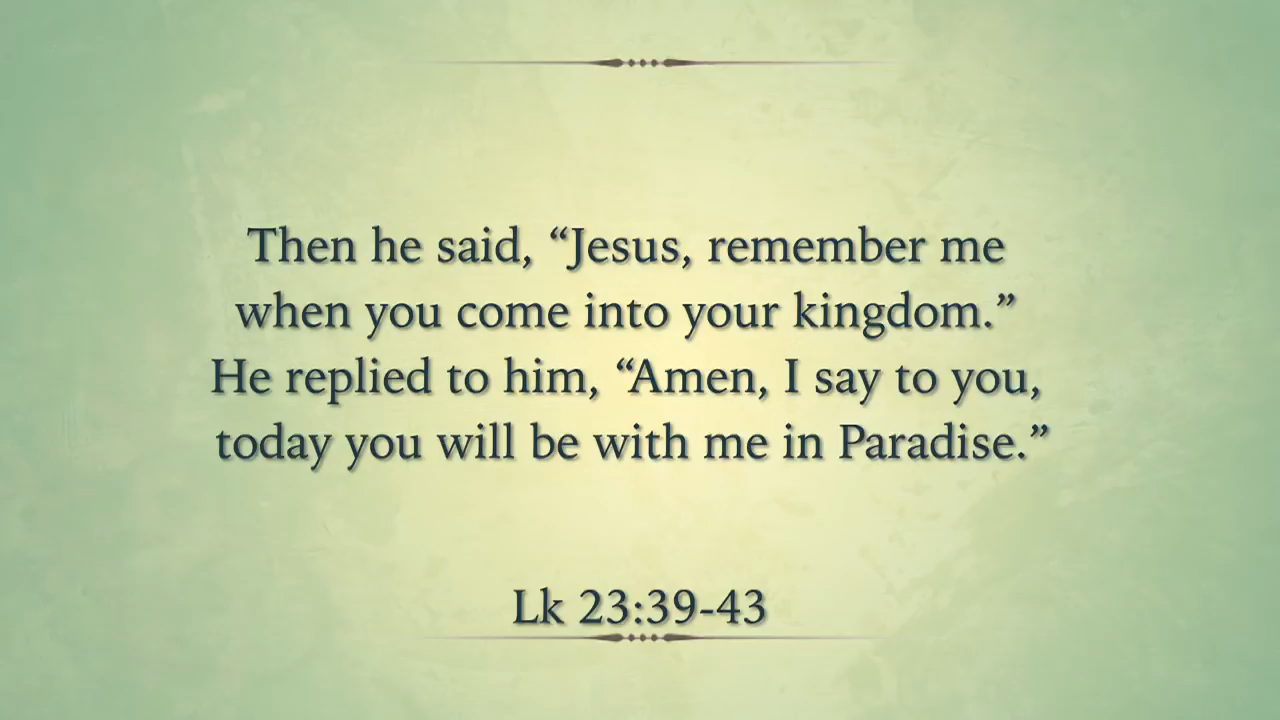 Then he said, “Jesus, remember me
when you come into your kingdom.”
He replied to him, “Amen, I say to you,
today you will be with me in Paradise.”
Lk 23:39-43